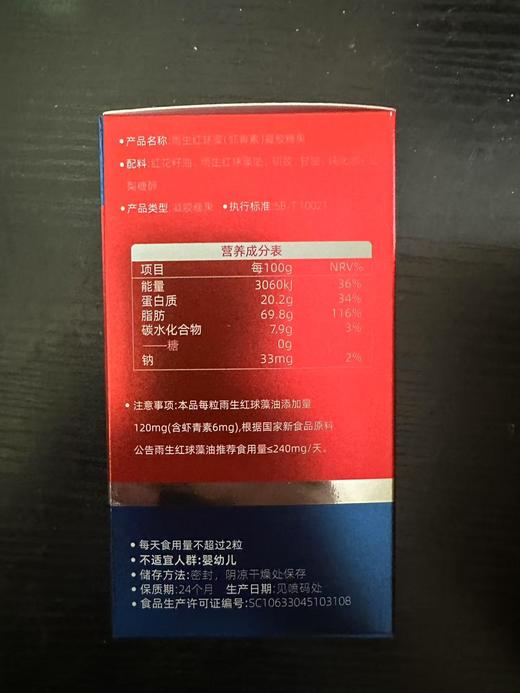 • 产品名称:雨生红球藻(虾青素)凝胶糖果
• 配料:红花籽油、雨生红球藻油、明胶、甘油、纯化水、山
梨糖醇
• 产品类型:凝胶糖果 • 执行标准:SB/T 10021
营养成分表
项目 每100g NRV%
能量 3060kJ 36%
蛋白质 20.2g 34%
脂肪 69.8g 116%
碳水化合物 7.9g 3%
——糖 0g
钠 33mg 2%
• 注意事项:本品每粒雨生红球藻油添加量
120mg(含虾青素6mg),根据国家新食品原料
公告雨生红球藻油推荐食用量≤240mg/天。
• 每天食用量不超过2粒
• 不适宜人群:婴幼儿
• 储存方法:密封，阴凉干燥处保存
• 保质期:24个月 生产日期:见喷码处
• 食品生产许可证编号:SC10633045103108